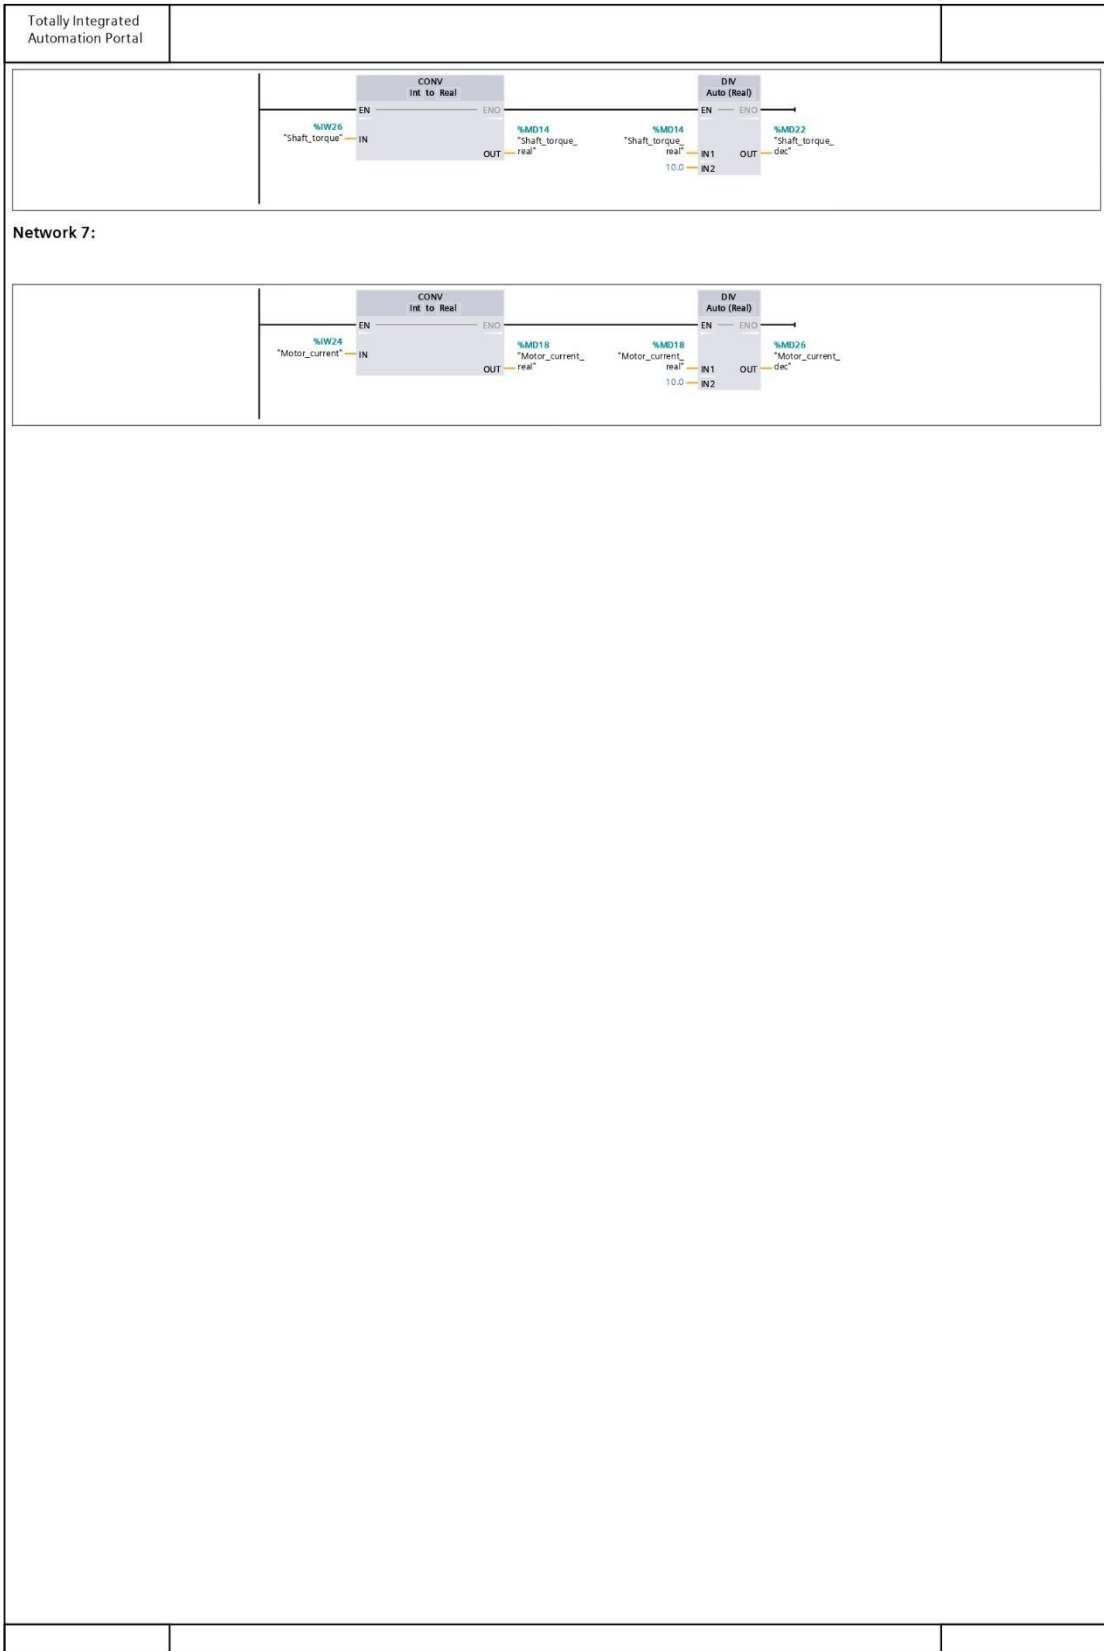 Totally Integrated
Automation Portal
CONV
Int to Real
DIV
Auto (Real)
EN
ENO
EN
ENO
%IW26
"Shaft_torque"
IN
%MD14
"Shaft_torque_
real"
OUT
%MD14
"Shaft_torque_
real"
IN1
OUT
%MD22
"Shaft_torque_
dec"
10.0
IN2
Network 7:
CONV
Int to Real
DIV
Auto (Real)
EN
ENO
EN
ENO
%IW24
"Motor_current"
IN
%MD18
"Motor_current_
real"
OUT
%MD18
"Motor_current_
real"
IN1
OUT
%MD26
"Motor_current_
dec"
10.0
IN2